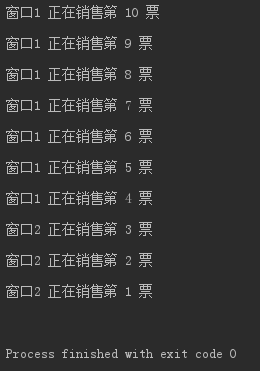 窗口1 正在销售第 10 票
窗口1 正在销售第 9 票
窗口1 正在销售第 8 票
窗口1 正在销售第 7 票
窗口1 正在销售第 6 票
窗口1 正在销售第 5 票
窗口1 正在销售第 4 票
窗口2 正在销售第 3 票
窗口2 正在销售第 2 票
窗口2 正在销售第 1 票
Process finished with exit code 0